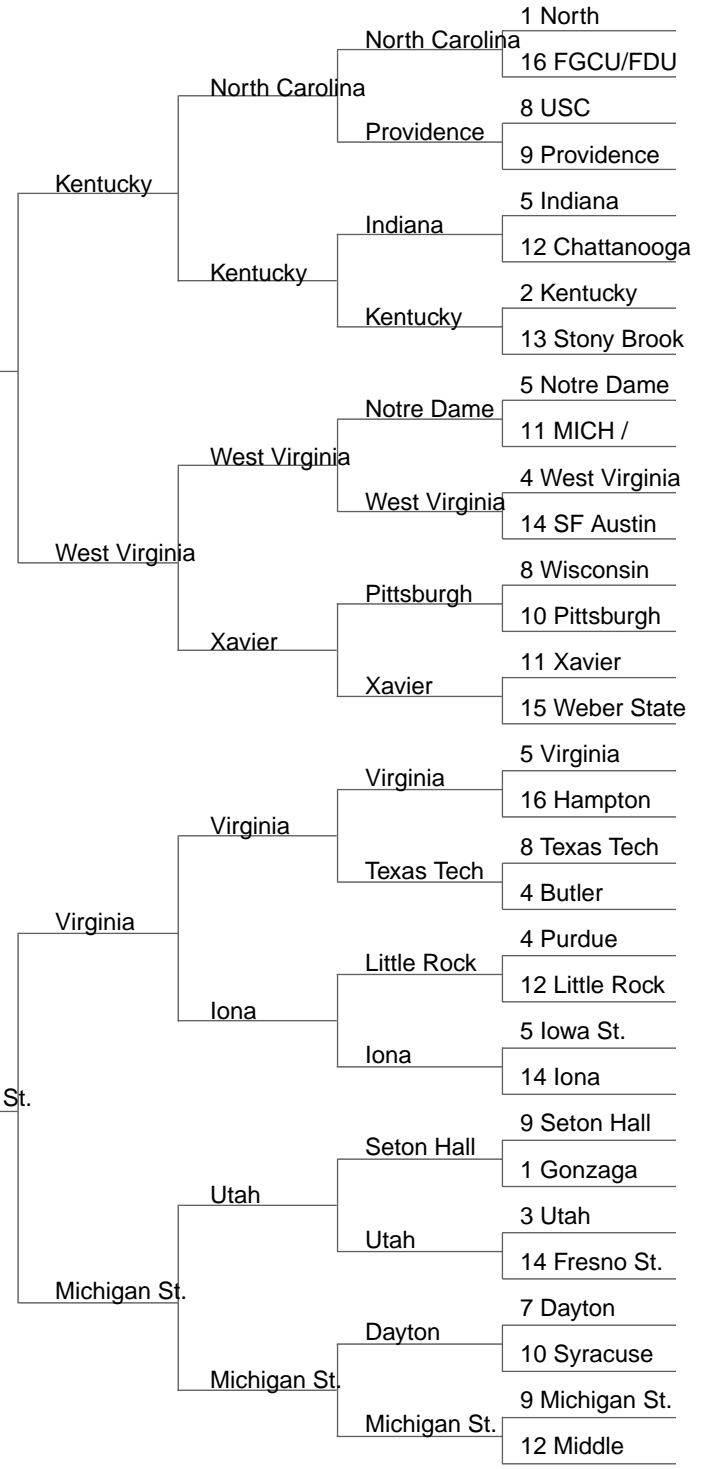 1 North
North Carolina
16 FGCU/FDU
North Carolina
8 USC
Providence
9 Providence
Kentucky
5 Indiana
Indiana
12 Chattanooga
Kentucky
2 Kentucky
Kentucky
13 Stony Brook
5 Notre Dame
Notre Dame
11 MICH /
West Virginia
4 West Virginia
West Virginia
14 SF Austin
West Virginia
8 Wisconsin
Pittsburgh
10 Pittsburgh
Xavier
11 Xavier
Xavier
15 Weber State
5 Virginia
Virginia
16 Hampton
Virginia
8 Texas Tech
Texas Tech
4 Butler
Virginia
4 Purdue
Little Rock
12 Little Rock
Iona
5 Iowa St.
Iona
14 Iona
St.
9 Seton Hall
Seton Hall
1 Gonzaga
Utah
3 Utah
Utah
14 Fresno St.
Michigan St.
7 Dayton
Dayton
10 Syracuse
Michigan St.
9 Michigan St.
Michigan St.
12 Middle